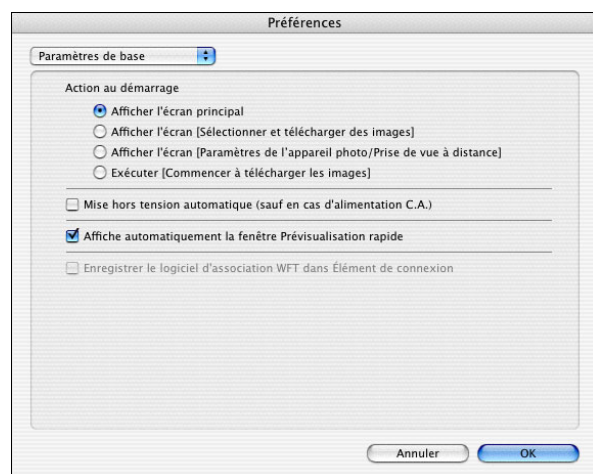 Préférences
Paramètres de base
Action au démarrage
Afficher l'écran principal
Afficher l'écran [Sélectionner et télécharger des images]
Afficher l'écran [Paramètres de l'appareil photo/Prise de vue à distance]
Exécuter [Commencer à télécharger les images]
Mise hors tension automatique (sauf en cas d'alimentation C.A.)
Affiche automatiquement la fenêtre Prévisualisation rapide
Enregistrer le logiciel d'association WFT dans Élément de connexion
Annuler OK